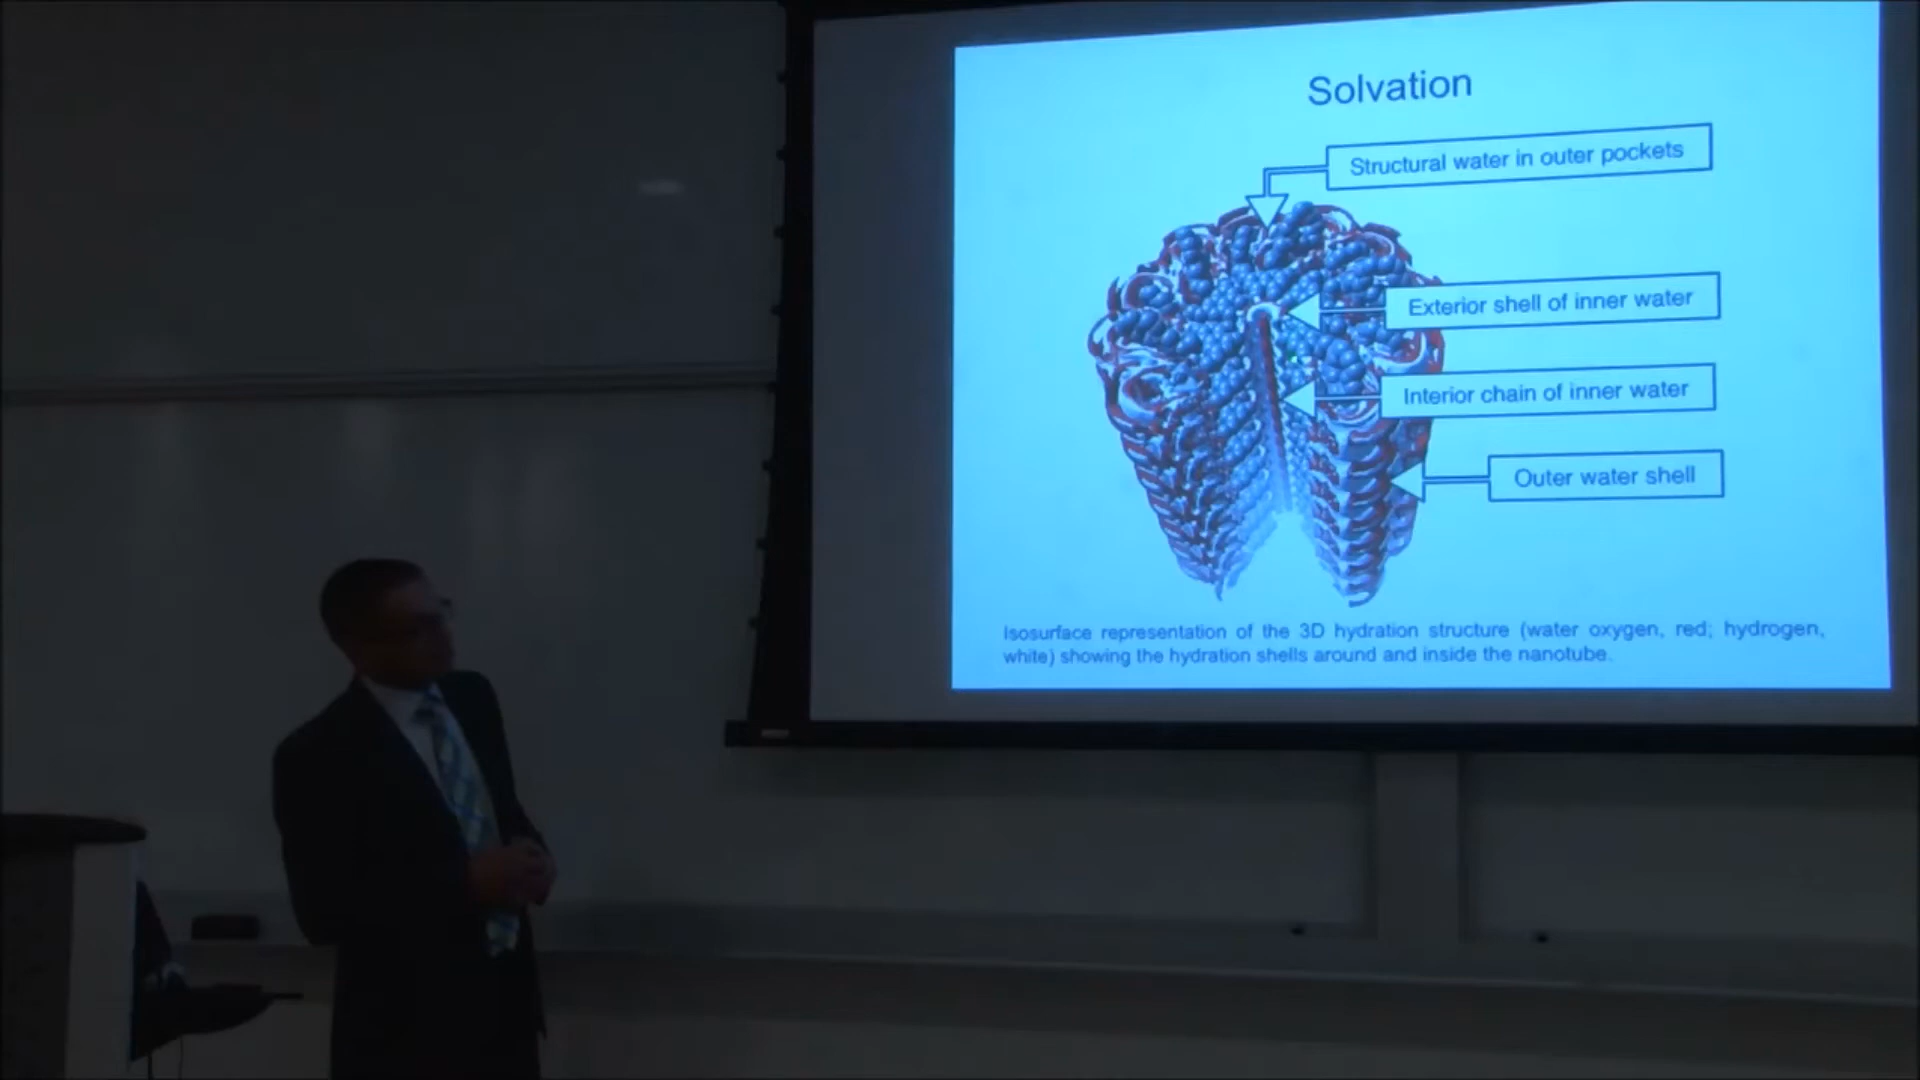 Solvation
Structural water in outer pockets
Exterior shell of inner water
Interior chain of inner water
Outer water shell
Isosurface representation of the 3D hydration structure (water oxygen, red; hydrogen,
white) showing the hydration shells around and inside the nanotube.